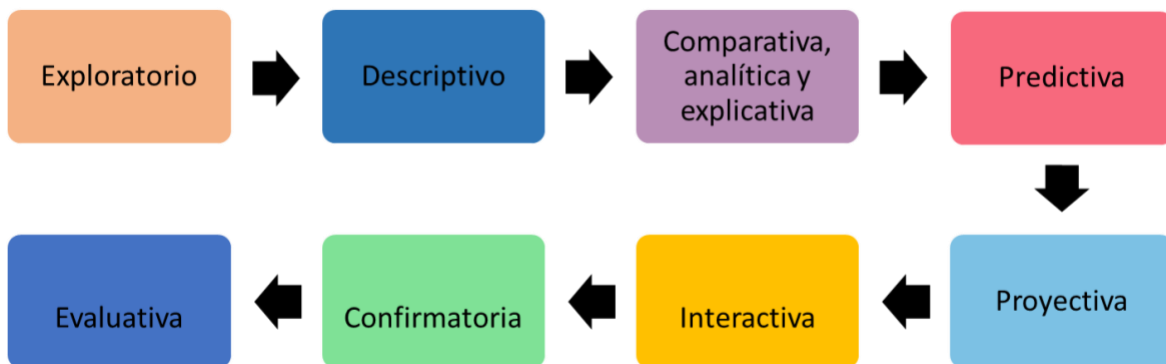 Exploratorio
Descriptivo
Comparativa,
analítica y
explicativa
Predictiva
Proyectiva
Interactiva
Confirmatoria
Evaluativa